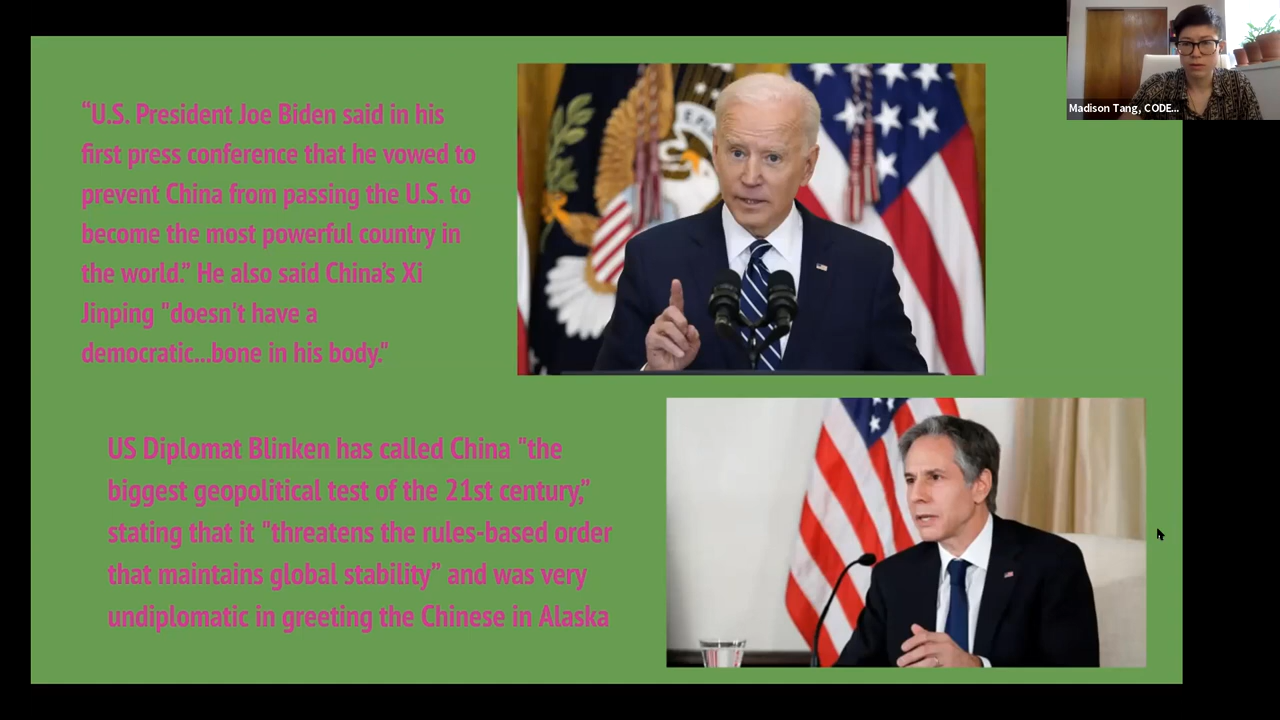 “U.S. President Joe Biden said in his
first press conference that he vowed to
prevent China from passing the U.S. to
become the most powerful country in
the world.” He also said China’s Xi
Jinping "doesn't have a
democratic...bone in his body."
US Diplomat Blinken has called China "the
biggest geopolitical test of the 21st century,”
stating that it "threatens the rules-based order
that maintains global stability” and was very
undiplomatic in greeting the Chinese in Alaska
Madison Tang, CODE...